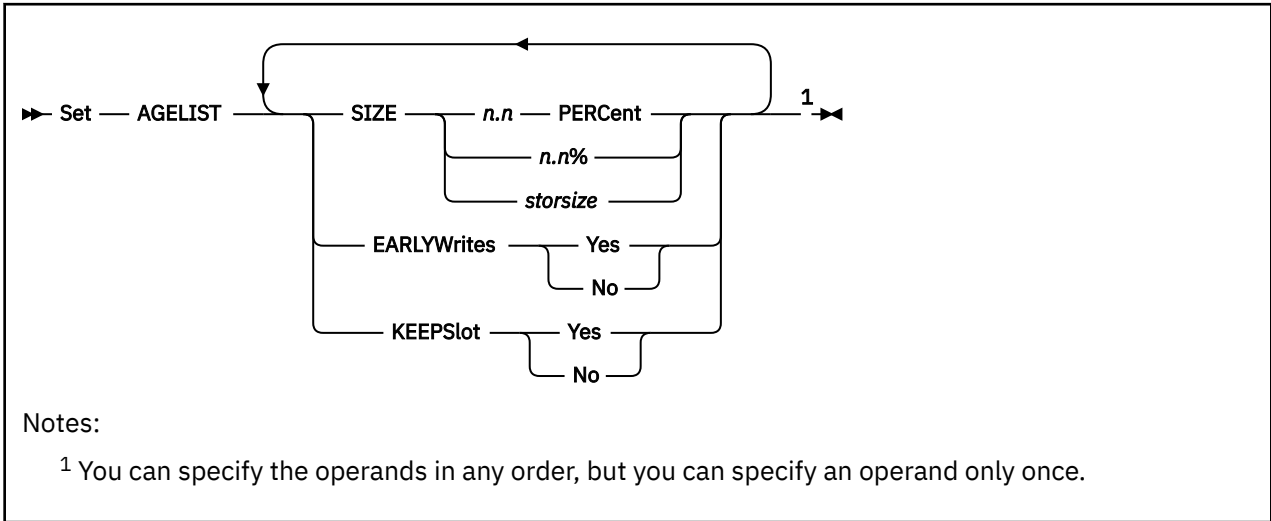 Set AGELIST SIZE n.n PERCent 1
n.n%
storsize
EARLYWrites Yes
No
KEEPSlot Yes
No
Notes:
1 You can specify the operands in any order, but you can specify an operand only once.